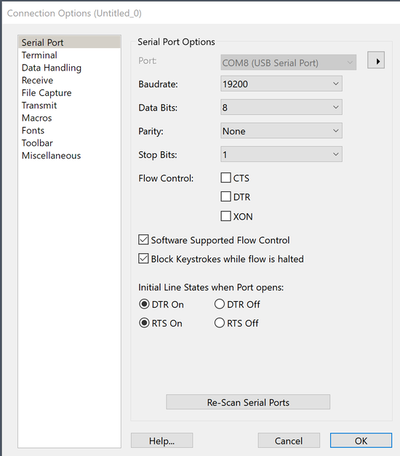 Connection Options (Untitled_0)
Serial Port
Terminal
Data Handling
Receive
File Capture
Transmit
Macros
Fonts
Toolbar
Miscellaneous
Serial Port Options
Port: COM8 (USB Serial Port)
Baudrate: 19200
Data Bits: 8
Parity: None
Stop Bits: 1
Flow Control: CTS
DTR
XON
Software Supported Flow Control
Block Keystrokes while flow is halted
Initial Line States when Port opens:
DTR On DTR Off
RTS On RTS Off
Re-Scan Serial Ports
Help... Cancel OK